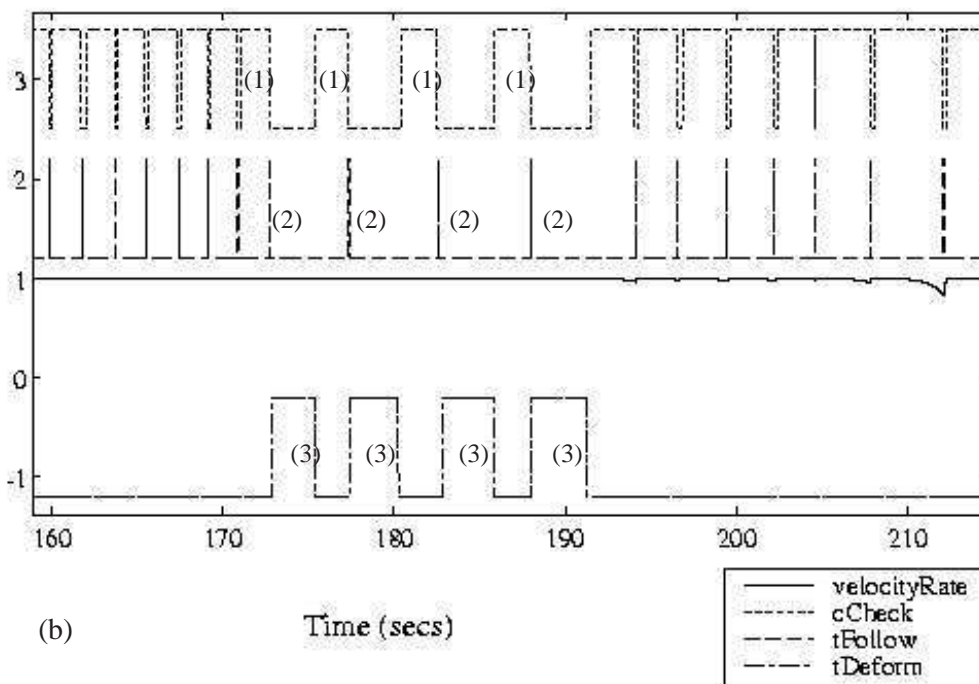 3
(1) (1) (1) (1)
2
(2) (2) (2) (2)
1
0
(3) (3) (3) (3)
-1
160 170 180 190 200 210
velocityRate
cCheck
tFollow
tDeform
(b) Time (secs)